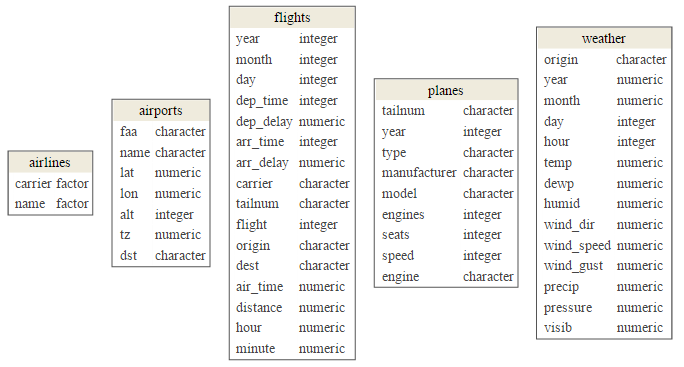 airlines
carrier factor
name factor
airports
faa character
name character
lat numeric
lon numeric
alt integer
tz numeric
dst character
flights
year integer
month integer
day integer
dep_time integer
dep_delay numeric
arr_time integer
arr_delay numeric
carrier character
tailnum character
flight integer
origin character
dest character
air_time numeric
distance numeric
hour numeric
minute numeric
planes
tailnum character
year integer
type character
manufacturer character
model character
engines integer
seats integer
speed integer
engine character
weather
origin character
year numeric
month numeric
day integer
hour integer
temp numeric
dewp numeric
humid numeric
wind_dir numeric
wind_speed numeric
wind_gust numeric
precip numeric
pressure numeric
visib numeric